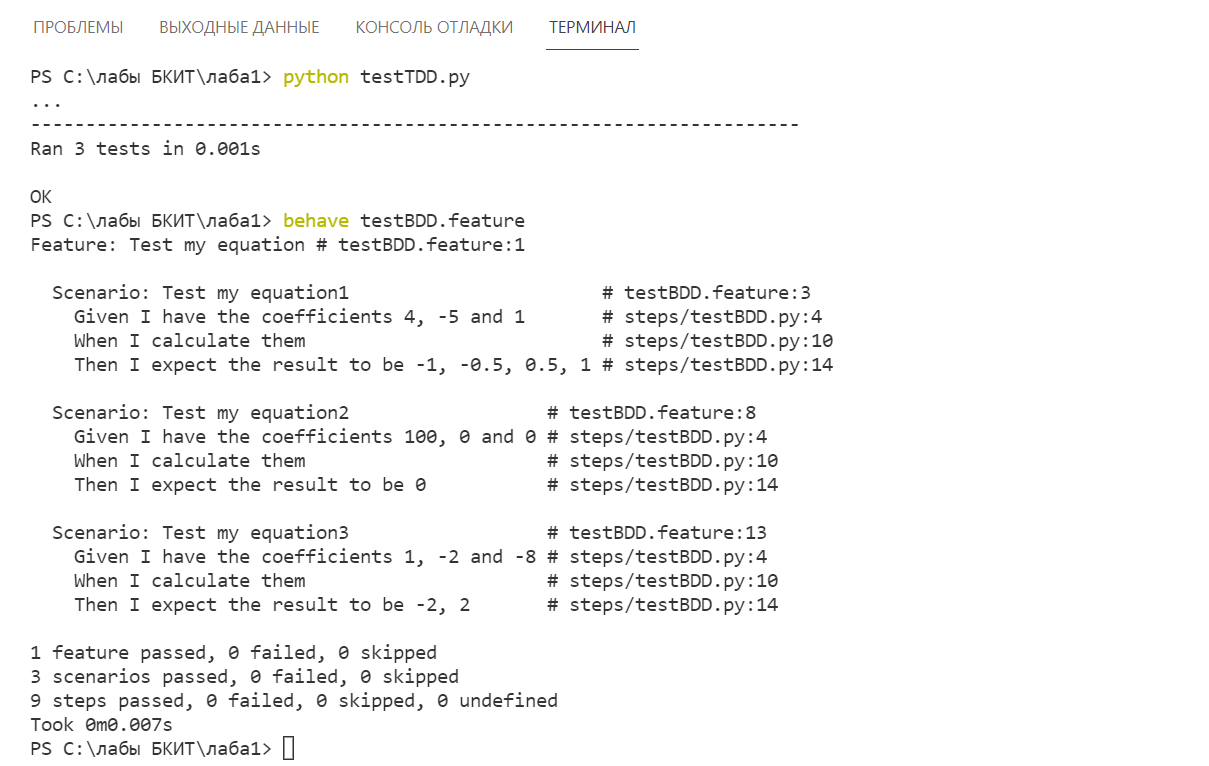 ПРОБЛЕМЫ ВЫХОДНЫЕ ДАННЫЕ КОНСОЛЬ ОТЛАДКИ ТЕРМИНАЛ
PS C:\лабы БКИТ\лаба1> python testTDD.py
...
----------------------------------------------------------------------
Ran 3 tests in 0.001s
OK
PS C:\лабы БКИТ\лаба1> behave testBDD.feature
Feature: Test my equation # testBDD.feature:1
Scenario: Test my equation1 # testBDD.feature:3
Given I have the coefficients 4, -5 and 1 # steps/testBDD.py:4
When I calculate them # steps/testBDD.py:10
Then I expect the result to be -1, -0.5, 0.5, 1 # steps/testBDD.py:14
Scenario: Test my equation2 # testBDD.feature:8
Given I have the coefficients 100, 0 and 0 # steps/testBDD.py:4
When I calculate them # steps/testBDD.py:10
Then I expect the result to be 0 # steps/testBDD.py:14
Scenario: Test my equation3 # testBDD.feature:13
Given I have the coefficients 1, -2 and -8 # steps/testBDD.py:4
When I calculate them # steps/testBDD.py:10
Then I expect the result to be -2, 2 # steps/testBDD.py:14
1 feature passed, 0 failed, 0 skipped
3 scenarios passed, 0 failed, 0 skipped
9 steps passed, 0 failed, 0 skipped, 0 undefined
Took 0m0.007s
PS C:\лабы БКИТ\лаба1>